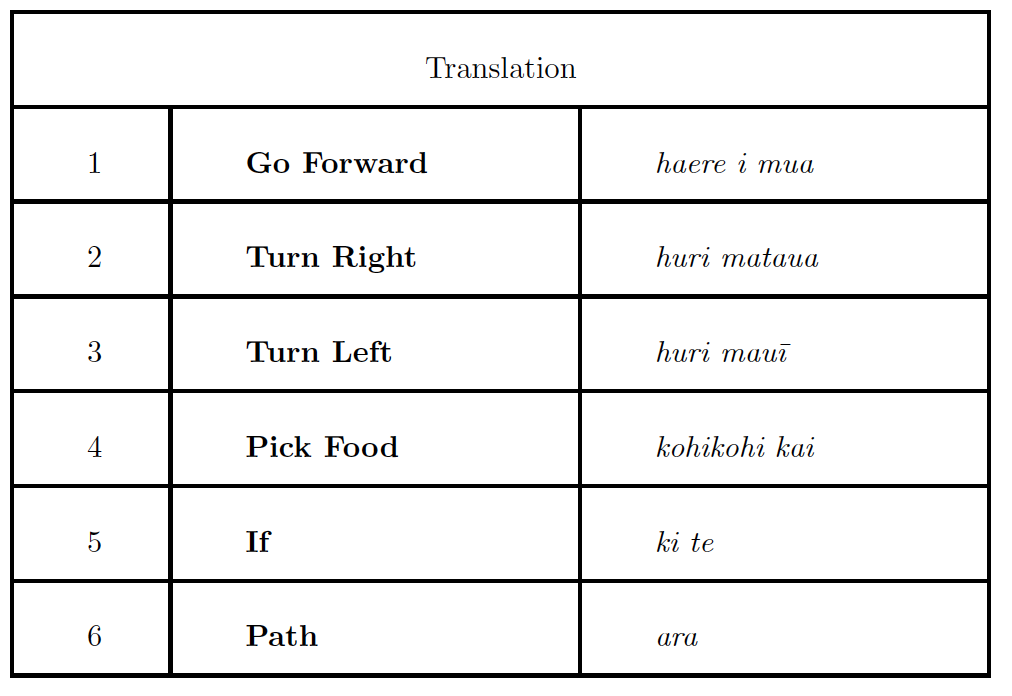 Translation
1 Go Forward haere i mua
2 Turn Right huri mataua
3 Turn Left huri mauī
4 Pick Food kohikohi kai
5 If ki te
6 Path ara